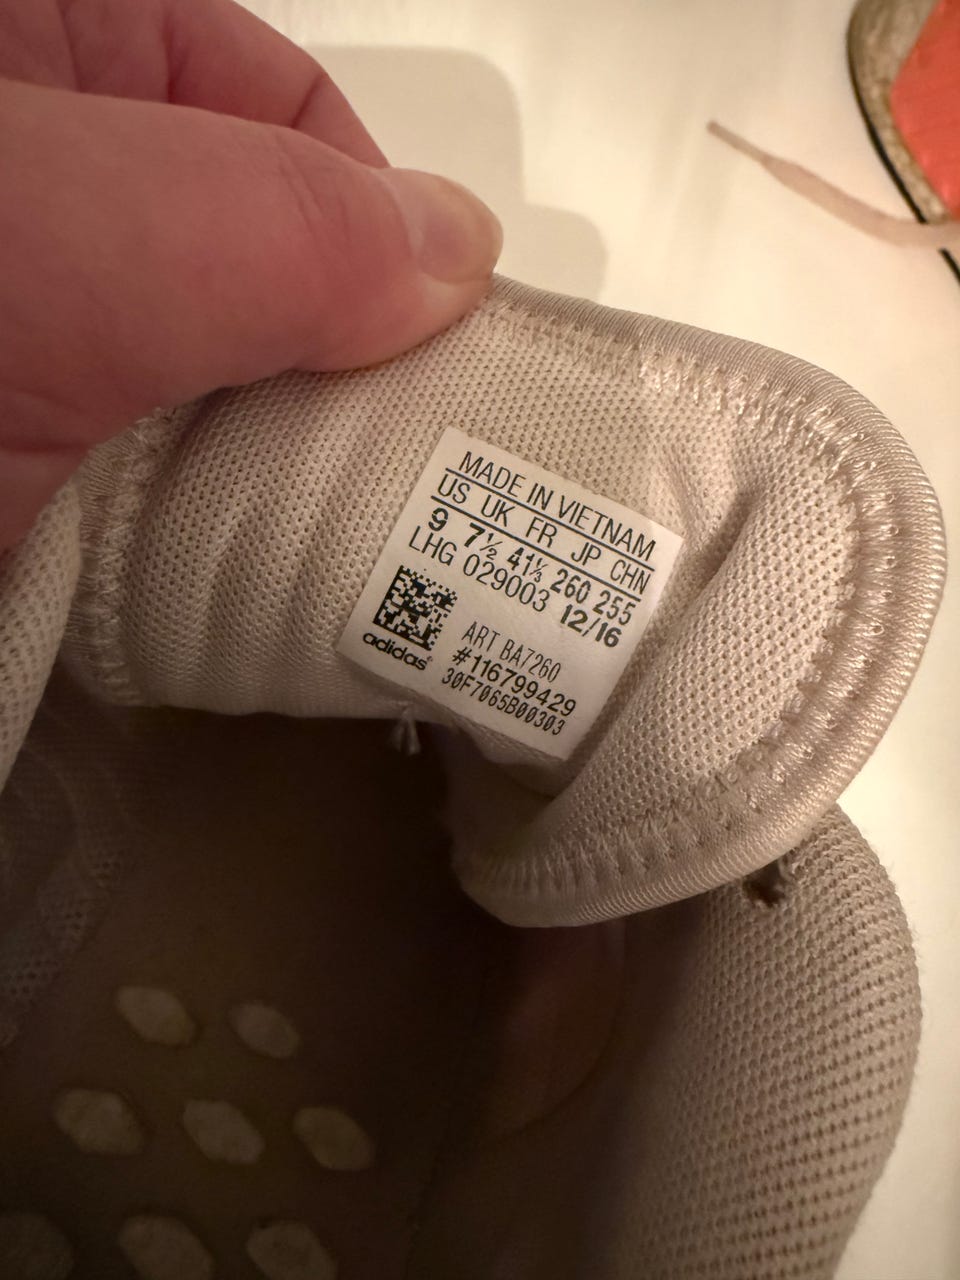 MADE IN VIETNAM
US UK FR JP CHN
9 7½ 41⅓ 260 255
LHG 029003 12/16
ART BA7260
#116799429
adidas
30F7065B00303